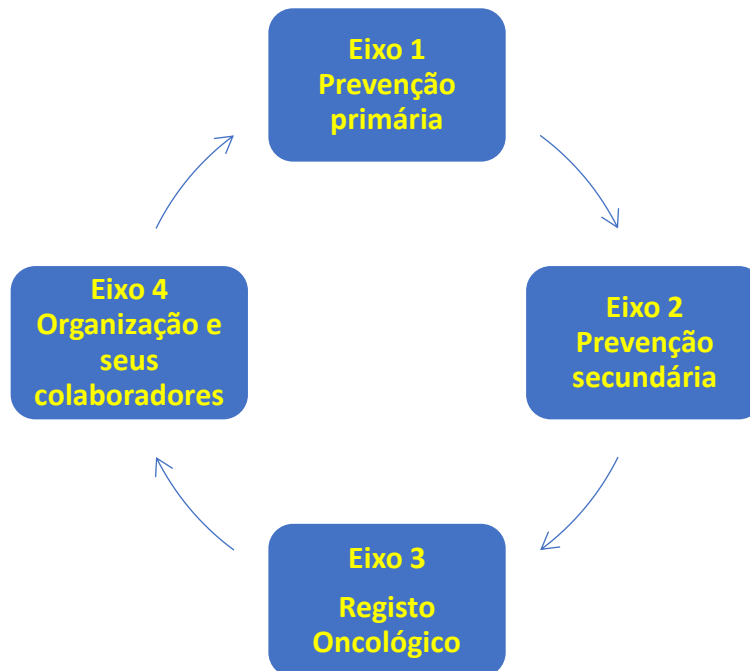 Eixo 1
Prevenção
primária
Eixo 2
Prevenção
secundária
Eixo 3
Registo
Oncológico
Eixo 4
Organização e
seus
colaboradores